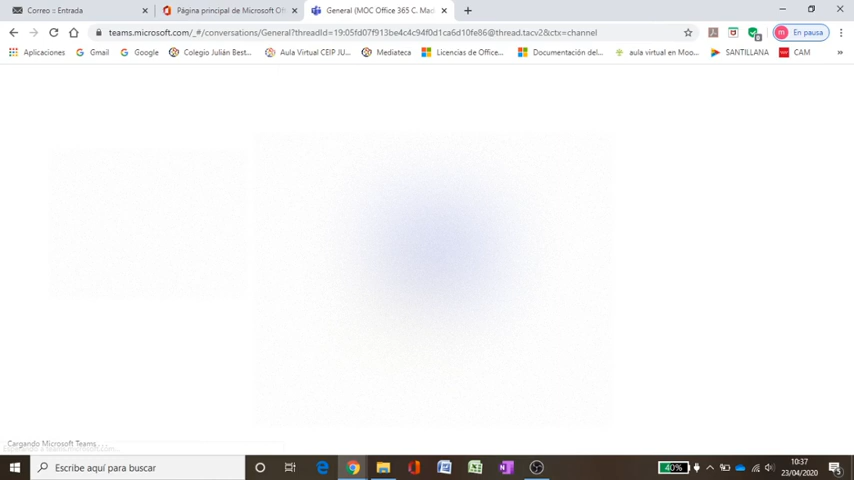 Correo :: Entrada
Página principal de Microsoft Of
General (MOC Office 365 C. Mad
teams.microsoft.com/_#/conversations/General?threadId=19:05fd07f913be4c4c94f0d1ca6d10fe86@thread.tacv2&ctx=channel
En pausa
Aplicaciones
Gmail
Google
Colegio Julián Best...
Aula Virtual CEIP JU...
Mediateca
Licencias de Office...
Documentación del...
aula virtual en Moo...
SANTILLANA
CAM
Cargando Microsoft Teams...
Escribe aquí para buscar
40%
10:37
23/04/2020